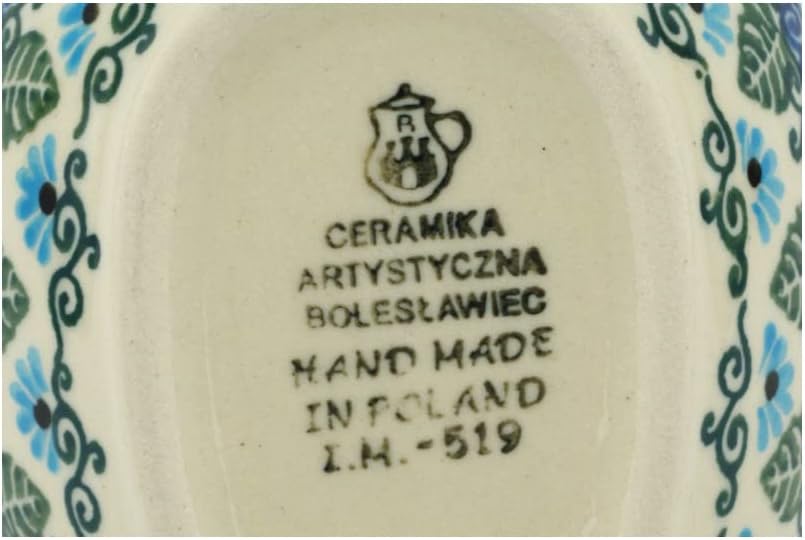 B
CERAMIKA
ARTYSTYCZNA
BOLESŁAWIEC
HAND MADE
IN POLAND
I.M.-519